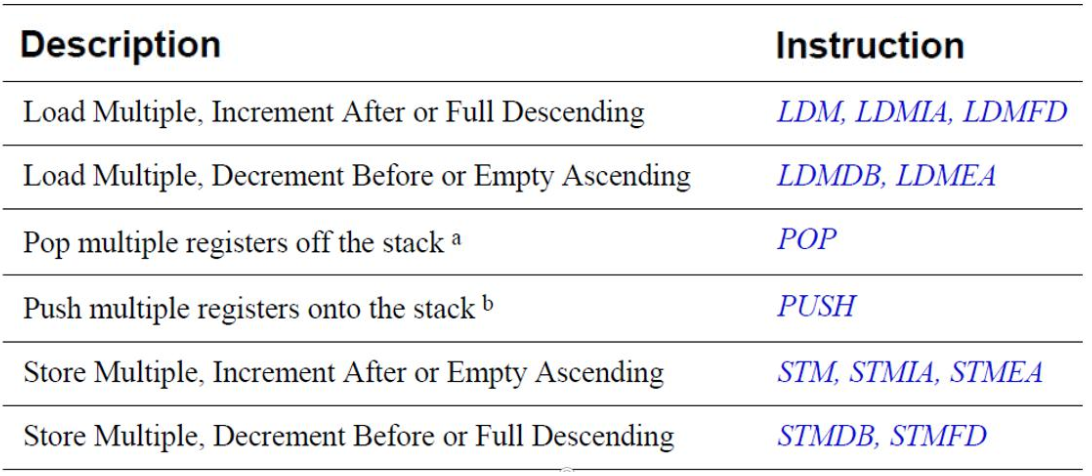 Description Instruction
Load Multiple, Increment After or Full Descending LDM, LDMIA, LDMFD
Load Multiple, Decrement Before or Empty Ascending LDMDB, LDMEA
Pop multiple registers off the stack a POP
Push multiple registers onto the stack b PUSH
Store Multiple, Increment After or Empty Ascending STM, STMIA, STMEA
Store Multiple, Decrement Before or Full Descending STMDB, STMFD